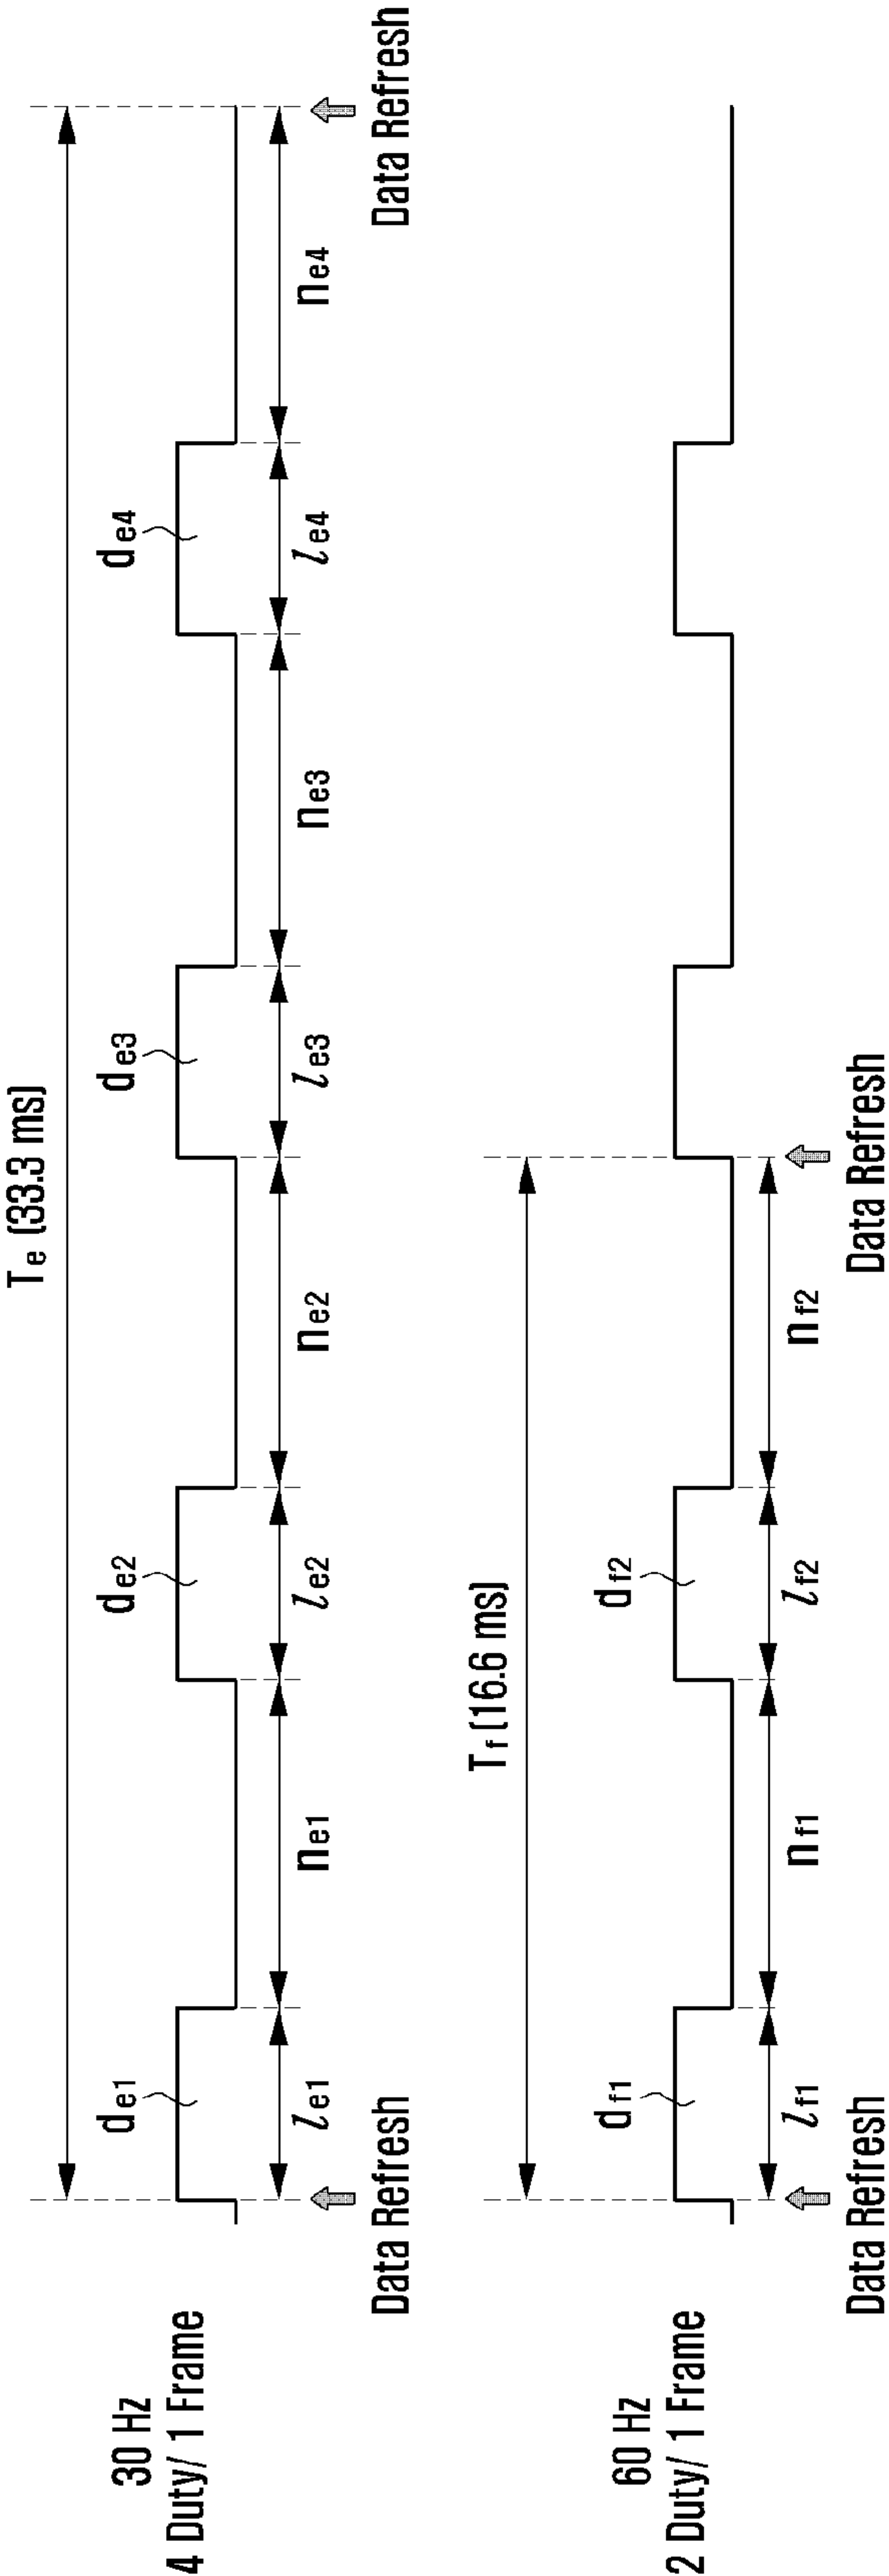 Te (33.3 ms)
30 Hz
4 Duty/ 1 Frame
de1
de2
de3
de4
le1
ne1
le2
ne2
le3
ne3
le4
ne4
Data Refresh
Data Refresh
Tf (16.6 ms)
60 Hz
2 Duty/ 1 Frame
df1
df2
lf1
nf1
lf2
nf2
Data Refresh
Data Refresh